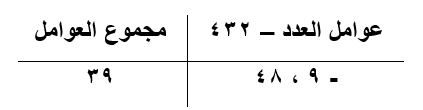 عوامل العدد – ٤٣٢ مجموع العوامل
- ٩ ، ٤٨ ٣٩